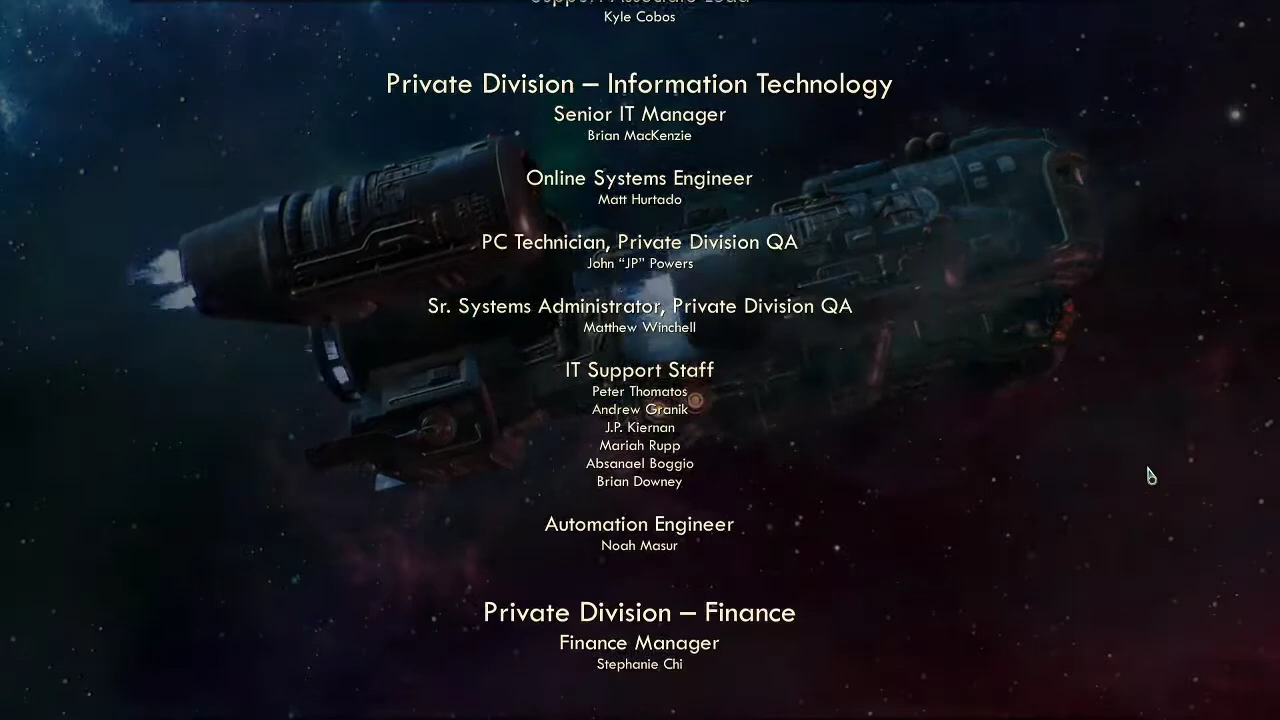 Support Associate Lead
Kyle Cobos
Private Division – Information Technology
Senior IT Manager
Brian MacKenzie
Online Systems Engineer
Matt Hurtado
PC Technician, Private Division QA
John “JP” Powers
Sr. Systems Administrator, Private Division QA
Matthew Winchell
IT Support Staff
Peter Thomatos
Andrew Granik
J.P. Kiernan
Mariah Rupp
Absanael Boggio
Brian Downey
Automation Engineer
Noah Masur
Private Division – Finance
Finance Manager
Stephanie Chi